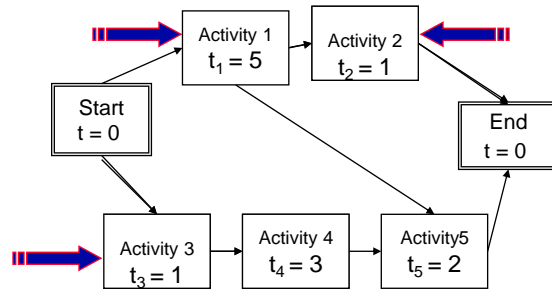 Activity 1
t₁ = 5
Activity 2
t₂ = 1
Start
t = 0
End
t = 0
Activity 3
t₃ = 1
Activity 4
t₄ = 3
Activity5
t₅ = 2